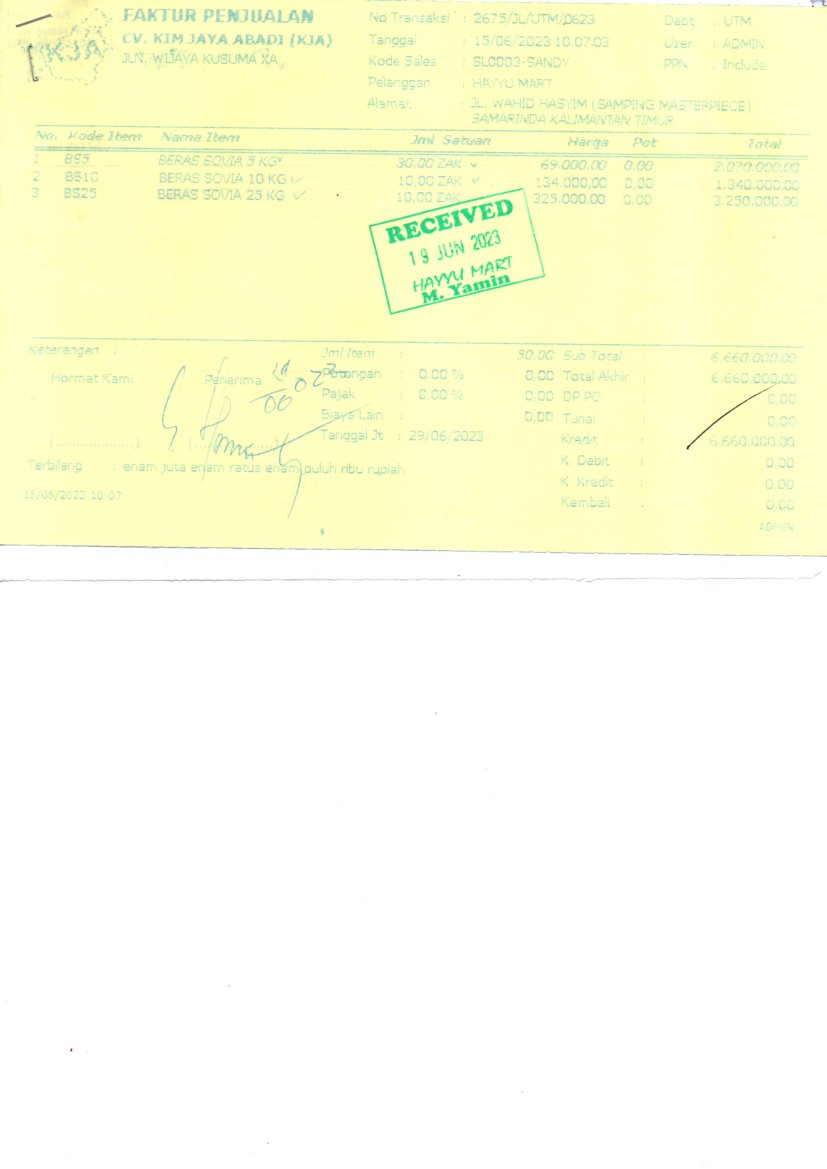 FAKTUR PENJUALAN
CV. KIM JAYA ABADI (KJA)
JLN. WIJAYA KUSUMA XA
No Transaksi : 2675/JL/UTM/0623
Tanggal : 15/06/2023 10.07.03
Kode Sales : SL0003-SANDY
Pelanggan : HAYYU MART
Alamat : JL. WAHID HASYIM (SAMPING MASTERPIECE)
SAMARINDA KALIMANTAN TIMUR
Dept : UTM
User : ADMIN
PPN : Include
No. Kode Item Nama Item Jml Satuan Harga Pot Total
1 BS5 BERAS SOVIA 5 KG 30,00 ZAK 69.000,00 0,00 2.070.000,00
2 BS10 BERAS SOVIA 10 KG 10,00 ZAK 134.000,00 0,00 1.340.000,00
3 BS25 BERAS SOVIA 25 KG 10,00 ZAK 325.000,00 0,00 3.250.000,00
RECEIVED
19 JUN 2023
HAYYU MART
M. Yamin
Keterangan :
Hormat Kami Penerima
(..................) (..................)
Jml Item : 50,00
Potongan : 0.00 % 0,00
Pajak : 0.00 % 0,00
Biaya Lain : 0,00
Tanggal Jt : 29/06/2023
Sub Total : 6.660.000,00
Total Akhir : 6.660.000,00
DP PO : 0,00
Tunai : 0,00
Kredit : 6.660.000,00
K. Debit : 0,00
K. Kredit : 0,00
Kembali : 0,00
Terbilang : enam juta enam ratus enam puluh ribu rupiah
15/06/2023 10.07
ADMIN